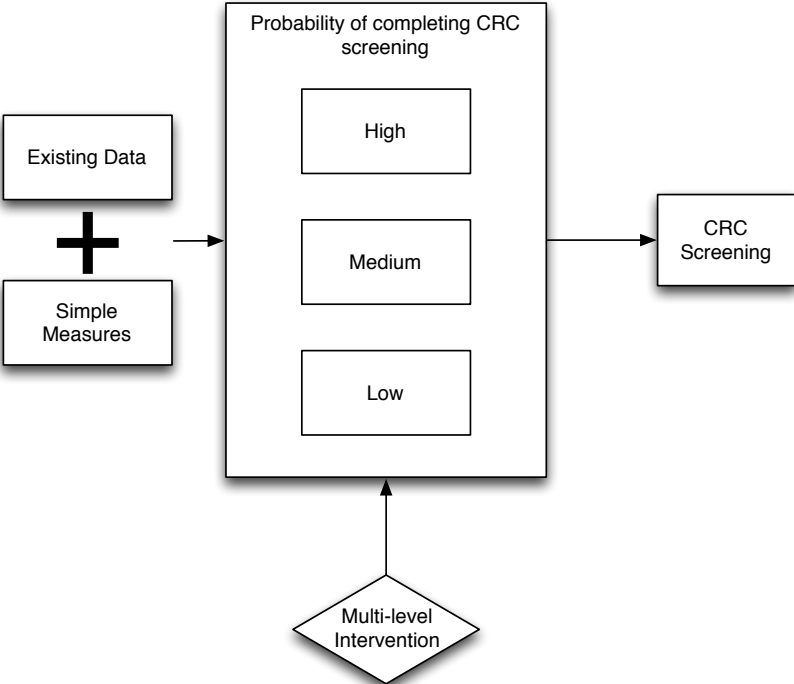 Probability of completing CRC
screening
High
Existing Data
Medium
CRC
Screening
Simple
Measures
Low
Multi-level
Intervention